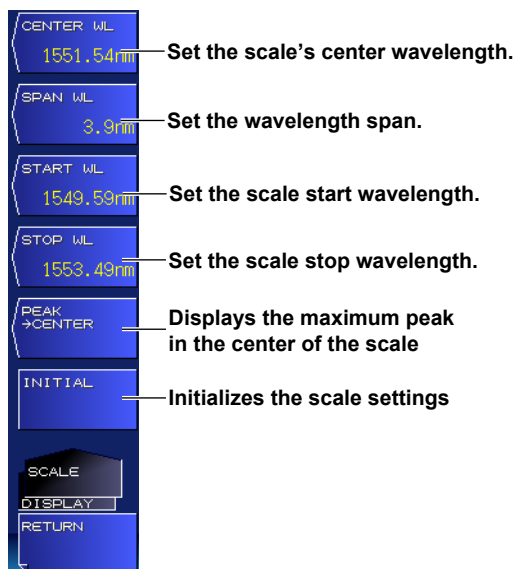 CENTER WL
1551.54nm
Set the scale's center wavelength.
SPAN WL
3.9nm
Set the wavelength span.
START WL
1549.59nm
Set the scale start wavelength.
STOP WL
1553.49nm
Set the scale stop wavelength.
PEAK
→CENTER
Displays the maximum peak
in the center of the scale
INITIAL
Initializes the scale settings
SCALE
DISPLAY
RETURN